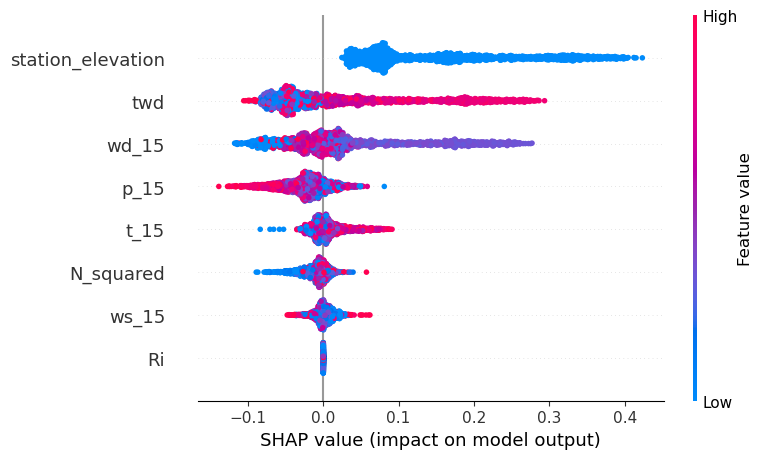 High
station_elevation
twd
wd_15
p_15
t_15
N_squared
ws_15
Ri
Feature value
Low
−0.1 0.0 0.1 0.2 0.3 0.4
SHAP value (impact on model output)